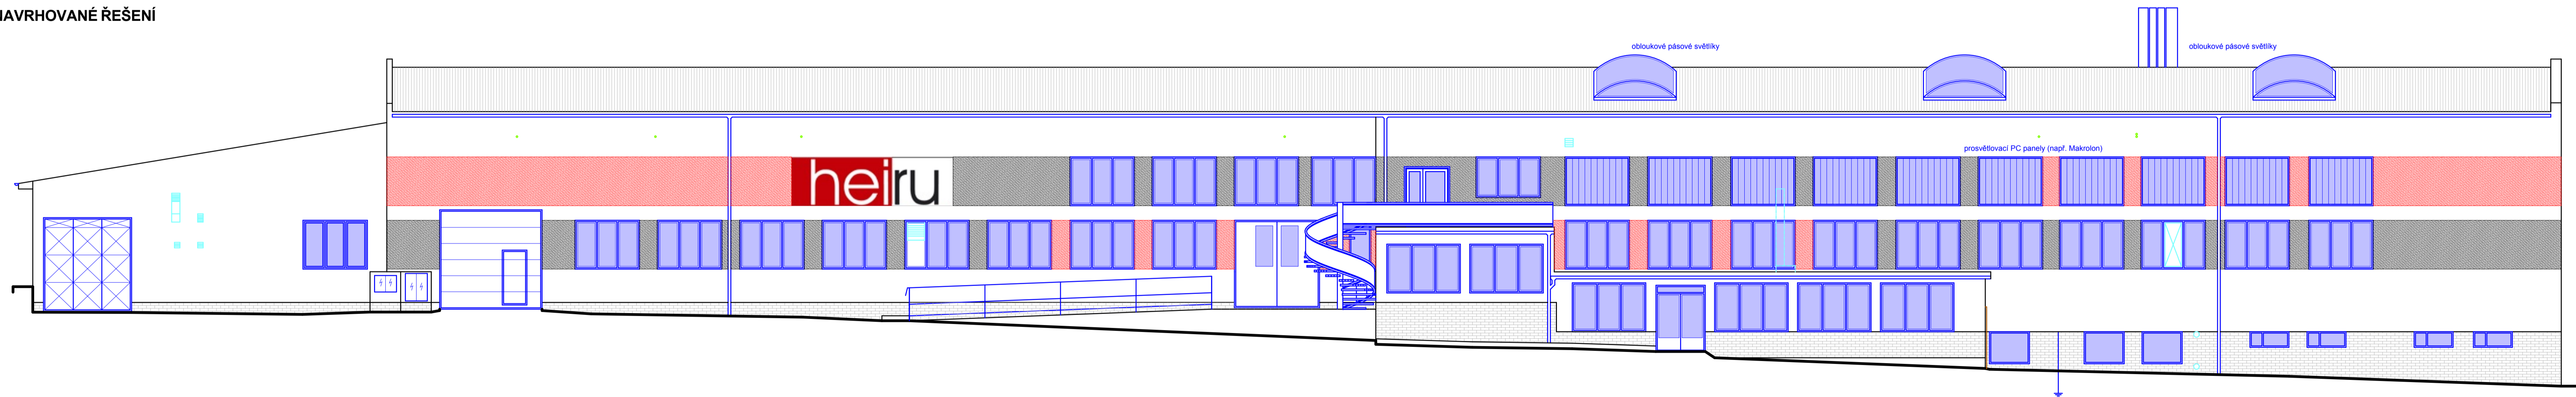 NAVRHOVANÉ ŘEŠENÍ
obloukové pásové světlíky
obloukové pásové světlíky
prosvětlovací PC panely (např. Makrolon)
heiru